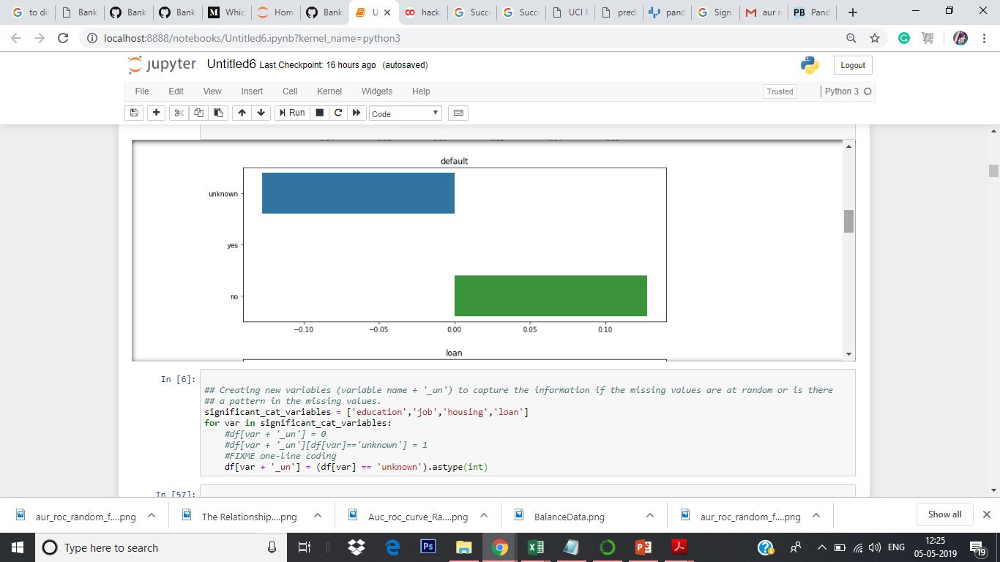 to di
Bank
Bank
Bank
Whic
Hom
Bank
U
hack
Succ
Succ
UCI
pred
pand
Sign
aur r
PB Pand
localhost:8888/notebooks/Untitled6.ipynb?kernel_name=python3
jupyter Untitled6 Last Checkpoint: 16 hours ago (autosaved)
Logout
File Edit View Insert Cell Kernel Widgets Help
Trusted
Python 3
Run
Code
default
unknown
yes
no
−0.10 −0.05 0.00 0.05 0.10
loan
In [6]:
## Creating new variables (variable name + '_un') to capture the information if the missing values are at random or is there
## a pattern in the missing values.
significant_cat_variables = ['education','job','housing','loan']
for var in significant_cat_variables:
#df[var + '_un'] = 0
#df[var + '_un'][df[var]=='unknown'] = 1
#FIXME one-line coding
df[var + '_un'] = (df[var] == 'unknown').astype(int)
In [57]:
aur_roc_random_f....png
The Relationship....png
Auc_roc_curve_Ra....png
BalanceData.png
aur_roc_random_f....png
Show all
Type here to search
Ps
ENG
12:25
05-05-2019
19